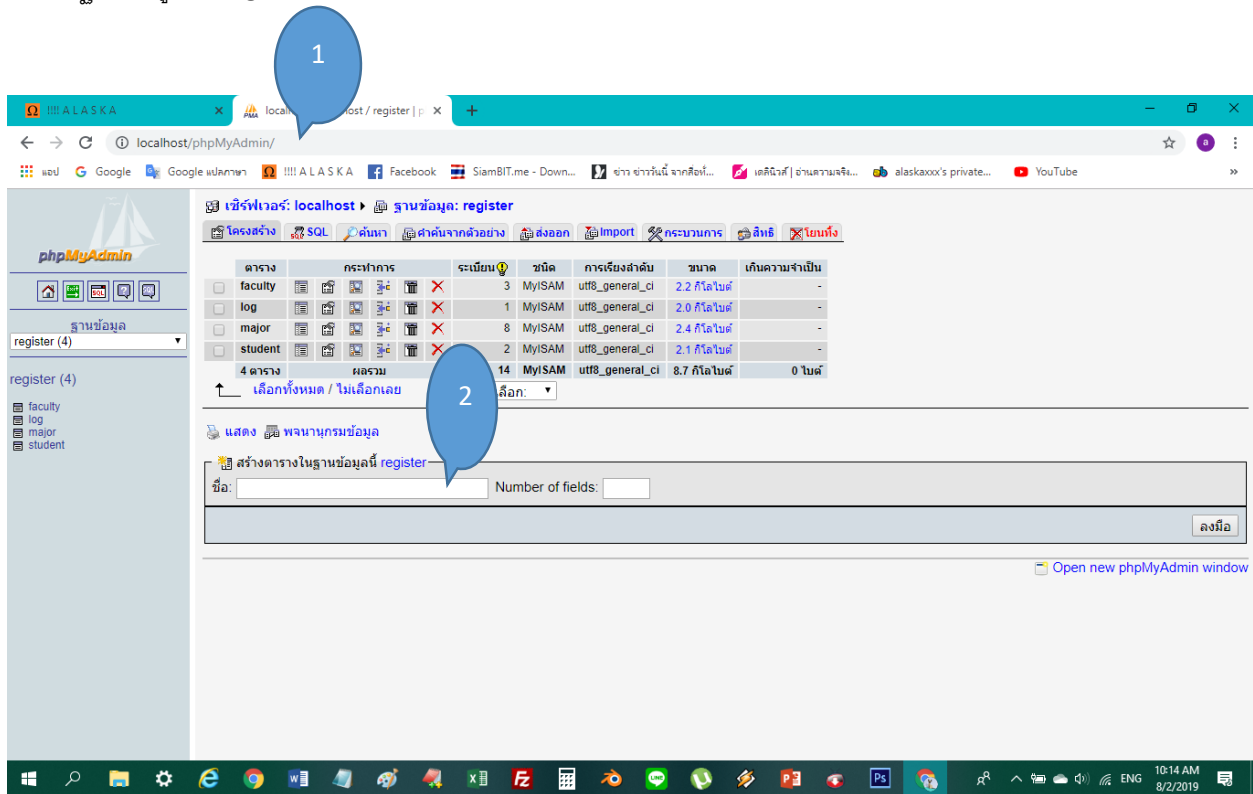 1
!!!! A L A S K A
register | p
localhost/phpMyAdmin/
แอป Google Google แปลภาษา !!!! A L A S K A Facebook SiamBIT.me - Down... ข่าว ข่าววันนี้ จากสื่อห์... เดลินิวส์ | อ่านความจริง... alaskaxxx's private... YouTube
phpMyAdmin
ฐานข้อมูล
register (4)
register (4)
faculty
log
major
student
เซิร์ฟเวอร์: localhost ฐานข้อมูล: register
โครงสร้าง SQL ค้นหา คำค้นจากตัวอย่าง ส่งออก Import กระบวนการ สิทธิ โยนทิ้ง
ตาราง กระทำการ ระเบียน ชนิด การเรียงลำดับ ขนาด เกินความจำเป็น
faculty 3 MyISAM utf8_general_ci 2.2 กิโลไบต์ -
log 1 MyISAM utf8_general_ci 2.0 กิโลไบต์ -
major 8 MyISAM utf8_general_ci 2.4 กิโลไบต์ -
student 2 MyISAM utf8_general_ci 2.1 กิโลไบต์ -
4 ตาราง ผลรวม 14 MyISAM utf8_general_ci 8.7 กิโลไบต์ 0 ไบต์
เลือกทั้งหมด / ไม่เลือกเลย
2
แสดง พจนานุกรมข้อมูล
สร้างตารางในฐานข้อมูลนี้ register
ชื่อ: Number of fields:
ลงมือ
Open new phpMyAdmin window
ENG 10:14 AM
8/2/2019